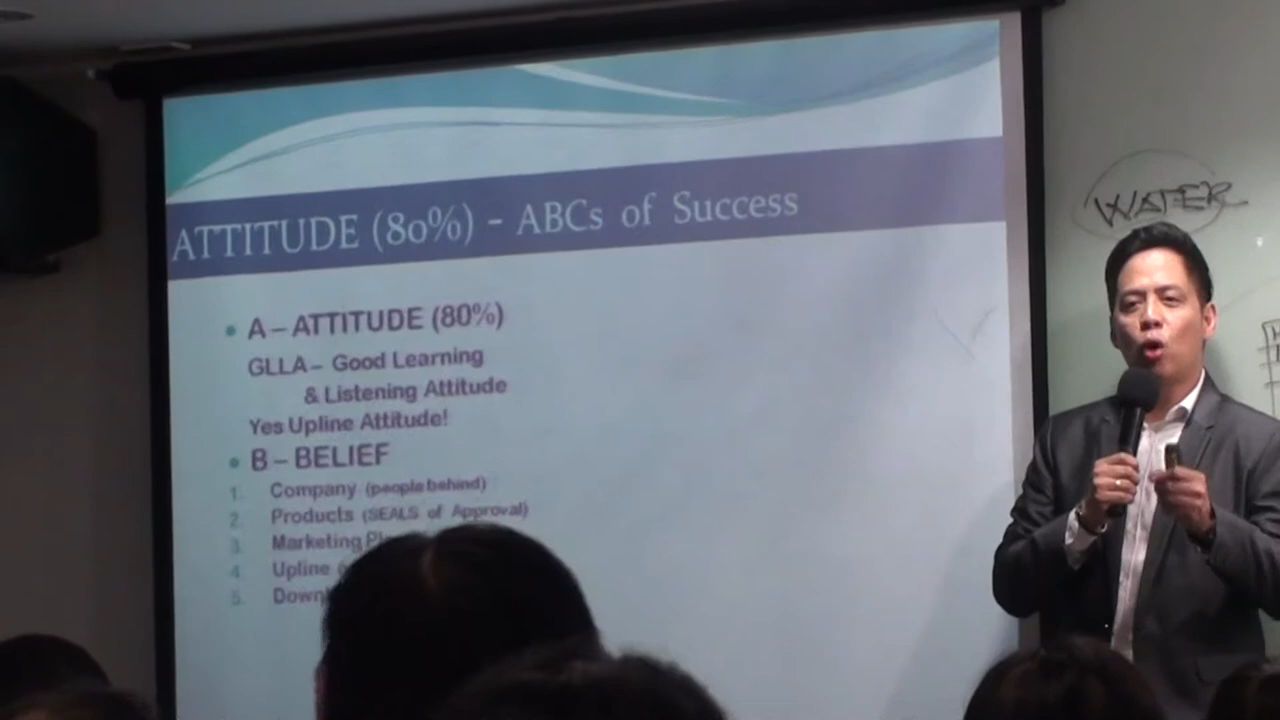 ATTITUDE (80%) - ABCs of Success
• A – ATTITUDE (80%)
GLLA – Good Learning
& Listening Attitude
Yes Upline Attitude!
• B – BELIEF
1. Company (people behind)
2. Products (SEALS of Approval)
3. Marketing
4. Upline
5.
WATER